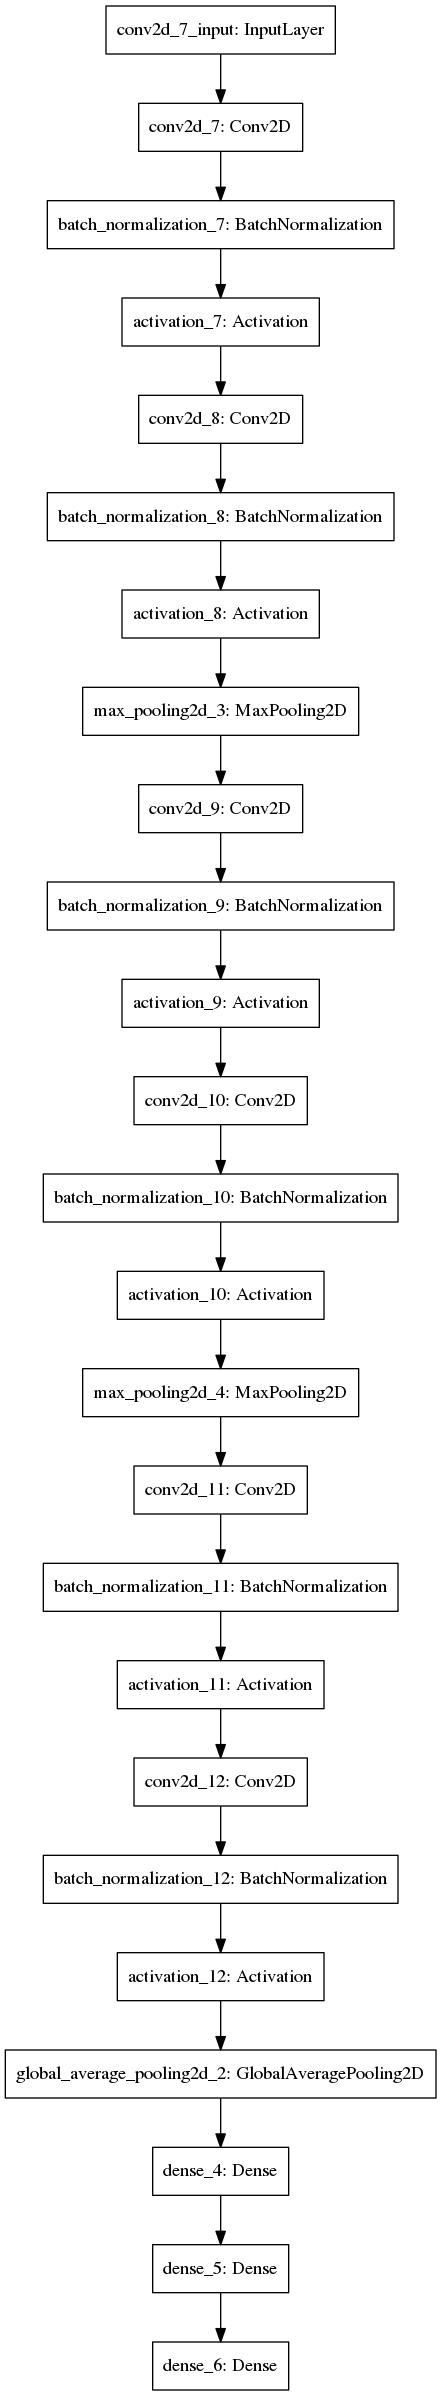 conv2d_7_input: InputLayer
conv2d_7: Conv2D
batch_normalization_7: BatchNormalization
activation_7: Activation
conv2d_8: Conv2D
batch_normalization_8: BatchNormalization
activation_8: Activation
max_pooling2d_3: MaxPooling2D
conv2d_9: Conv2D
batch_normalization_9: BatchNormalization
activation_9: Activation
conv2d_10: Conv2D
batch_normalization_10: BatchNormalization
activation_10: Activation
max_pooling2d_4: MaxPooling2D
conv2d_11: Conv2D
batch_normalization_11: BatchNormalization
activation_11: Activation
conv2d_12: Conv2D
batch_normalization_12: BatchNormalization
activation_12: Activation
global_average_pooling2d_2: GlobalAveragePooling2D
dense_4: Dense
dense_5: Dense
dense_6: Dense